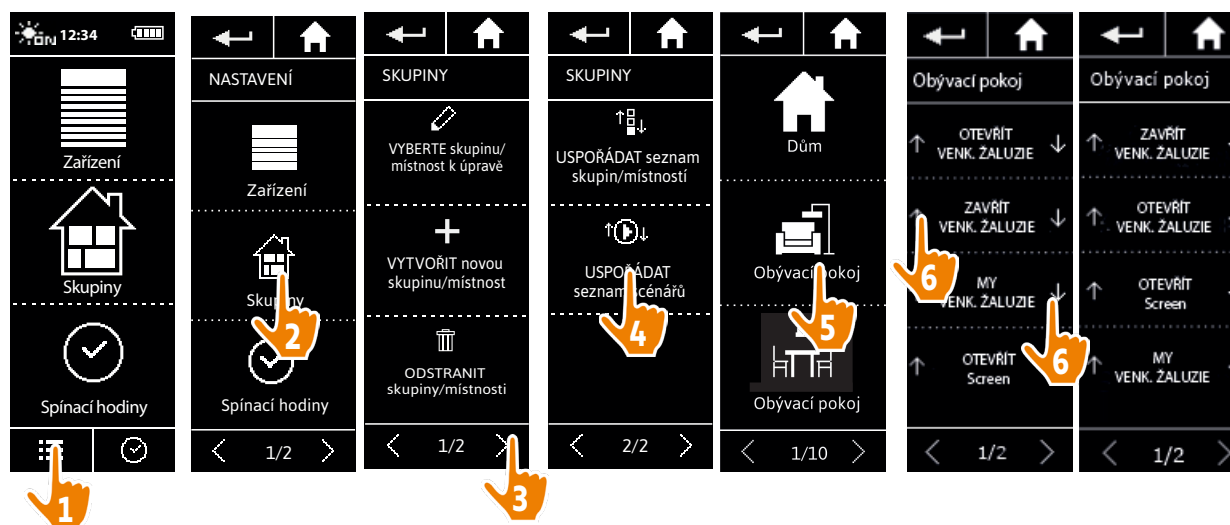 ON 12:34
Zařízení
Skupiny
Spínací hodiny
1
NASTAVENÍ
Zařízení
Skupiny
2
Spínací hodiny
1/2
SKUPINY
VYBERTE skupinu/
místnost k úpravě
VYTVOŘIT novou
skupinu/místnost
ODSTRANIT
skupiny/místnosti
1/2
3
SKUPINY
USPOŘÁDAT seznam
skupin/místností
USPOŘÁDAT
seznam scénářů
4
2/2
Dům
Obývací pokoj
5
Obývací pokoj
1/10
Obývací pokoj
OTEVŘÍT
VENK. ŽALUZIE
ZAVŘÍT
VENK. ŽALUZIE
6
MY
VENK. ŽALUZIE
6
OTEVŘÍT
Screen
1/2
Obývací pokoj
ZAVŘÍT
VENK. ŽALUZIE
OTEVŘÍT
VENK. ŽALUZIE
OTEVŘÍT
Screen
MY
VENK. ŽALUZIE
1/2